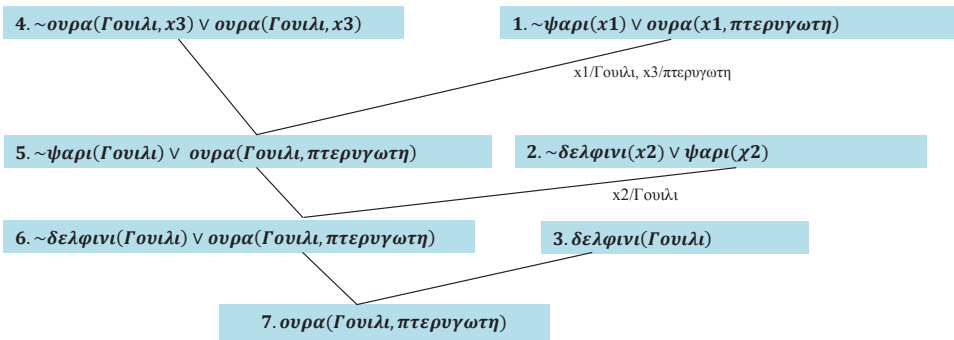 4. ~ουρα(Γουιλι, x3) ∨ ουρα(Γουιλι, x3)
1. ~ψαρι(x1) ∨ ουρα(x1, πτερυγωτη)
x1/Γουιλι, x3/πτερυγωτη
5. ~ψαρι(Γουιλι) ∨ ουρα(Γουιλι, πτερυγωτη)
2. ~δελφινι(x2) ∨ ψαρι(χ2)
x2/Γουιλι
6. ~δελφινι(Γουιλι) ∨ ουρα(Γουιλι, πτερυγωτη)
3. δελφινι(Γουιλι)
7. ουρα(Γουιλι, πτερυγωτη)